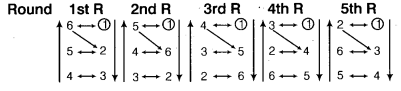 Round 1st R 2nd R 3rd R 4th R 5th R
6 ↔ ① 5 ↔ ① 4 ↔ ① 3 ↔ ① 2 ↔ ①
5 ↔ 2 4 ↔ 6 3 ↔ 5 2 ↔ 4 6 ↔ 3
4 ↔ 3 3 ↔ 2 2 ↔ 6 6 ↔ 5 5 ↔ 4